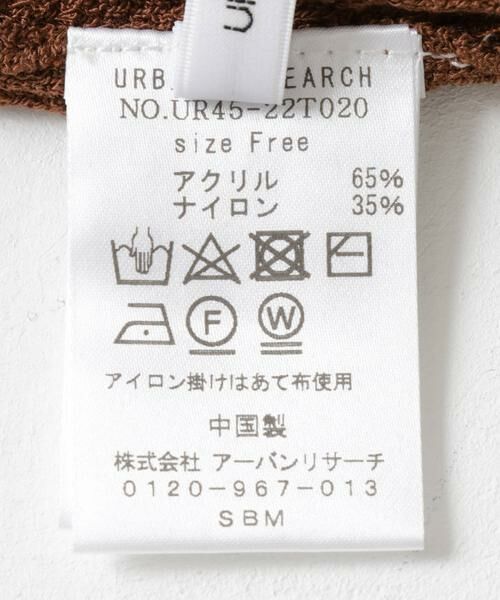 URB EARCH
NO.UR45-22T020
size Free
アクリル 65%
ナイロン 35%
F W
アイロン掛けはあて布使用
中国製
株式会社 アーバンリサーチ
0120-967-013
SBM